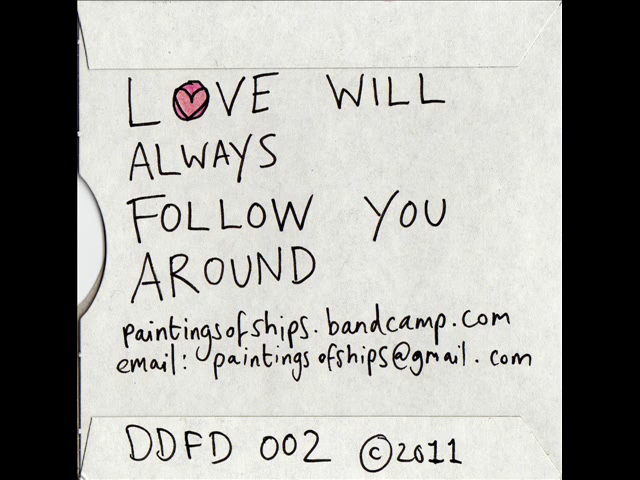 LOVE WILL
ALWAYS
FOLLOW YOU
AROUND
paintingsofships.bandcamp.com
email: paintingsofships@gmail.com
DDFD 002 ©2011